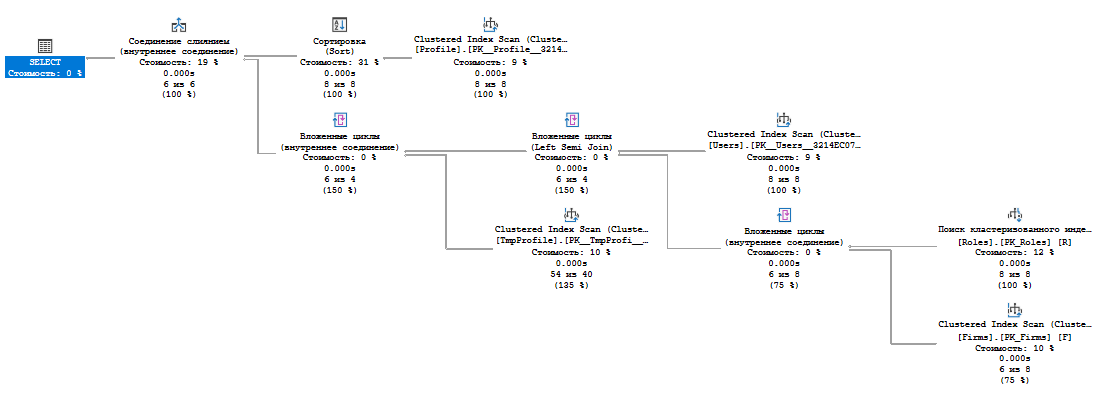 SELECT
Стоимость: 0 %
Соединение слиянием
(внутреннее соединение)
Стоимость: 19 %
0.000s
6 из 6
(100 %)
Сортировка
(Sort)
Стоимость: 31 %
0.000s
8 из 8
(100 %)
Clustered Index Scan (Cluste…
[Profile].[PK__Profile__3214…
Стоимость: 9 %
0.000s
8 из 8
(100 %)
Вложенные циклы
(внутреннее соединение)
Стоимость: 0 %
0.000s
6 из 4
(150 %)
Вложенные циклы
(Left Semi Join)
Стоимость: 0 %
0.000s
6 из 4
(150 %)
Clustered Index Scan (Cluste…
[Users].[PK__Users__3214EC07…
Стоимость: 9 %
0.000s
8 из 8
(100 %)
Clustered Index Scan (Cluste…
[TmpProfile].[PK__TmpProfi__…
Стоимость: 10 %
0.000s
54 из 40
(135 %)
Вложенные циклы
(внутреннее соединение)
Стоимость: 0 %
0.000s
6 из 8
(75 %)
Поиск кластеризованного инде…
[Roles].[PK_Roles] [R]
Стоимость: 12 %
0.000s
8 из 8
(100 %)
Clustered Index Scan (Cluste…
[Firms].[PK_Firms] [F]
Стоимость: 10 %
0.000s
6 из 8
(75 %)